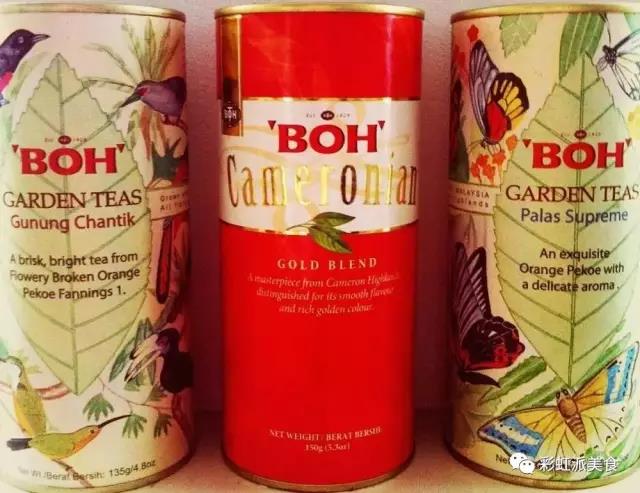 BOH
GARDEN TEAS
Gunung Chantik
A brisk, bright tea from
Flowery Broken Orange
Pekoe Fannings 1.
Nt Wt./Berat Bersih: 135g/4.8oz
BOH
EST 1929
'BOH'
Cameronian
GOLD BLEND
A masterpiece from Cameron Highlands
distinguished for its smooth flavour
and rich golden colour.
NET WEIGHT/ BERAT BERSIH:
150g (5.3oz)
MALAYSIA
BOH
GARDEN TEAS
Palas Supreme
An exquisite
Orange Pekoe with
a delicate aroma.
彩虹派美食